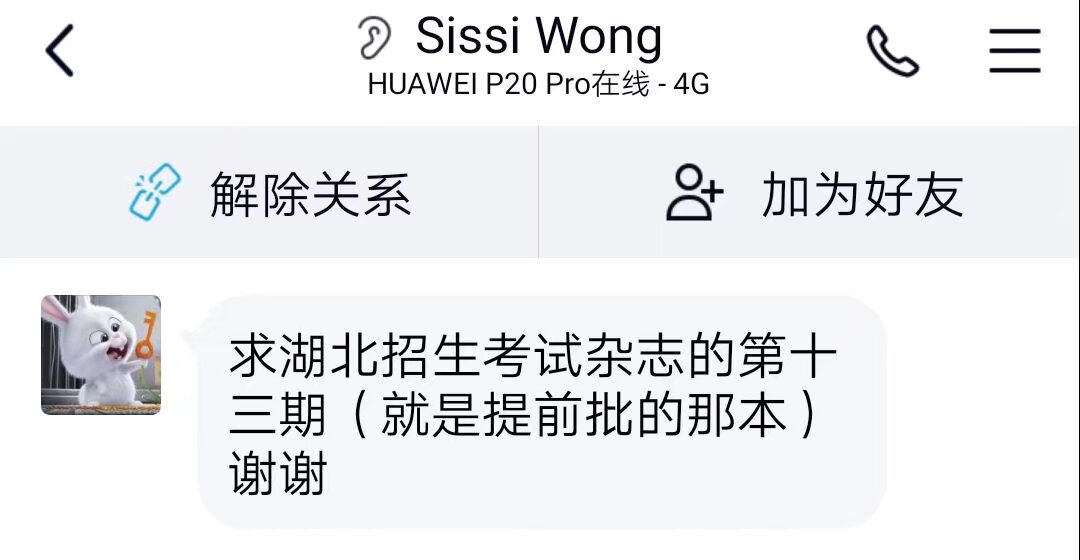 Sissi Wong
HUAWEI P20 Pro在线 - 4G
解除关系
加为好友
求湖北招生考试杂志的第十
三期（就是提前批的那本）
谢谢